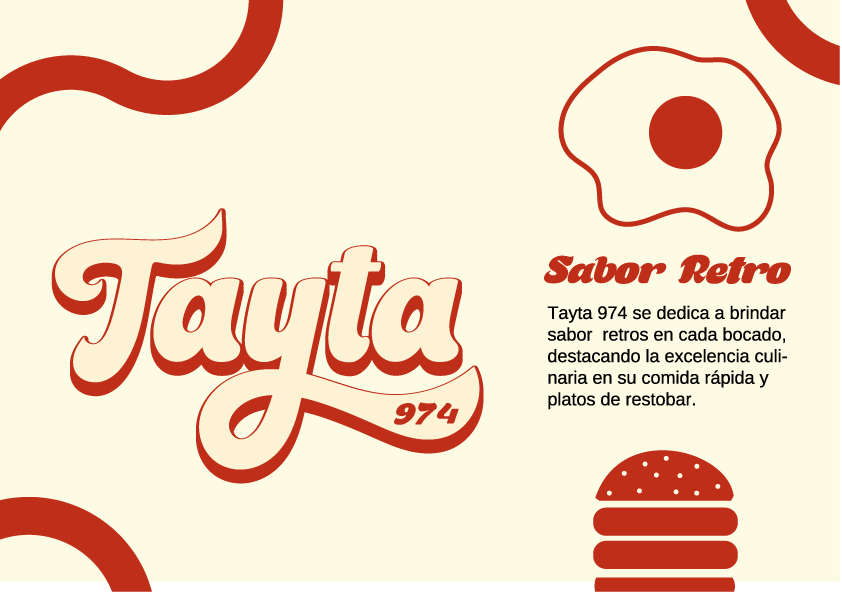 Tayta
974
Sabor Retro
Tayta 974 se dedica a brindar
sabor  retros en cada bocado,
destacando la excelencia culi-
naria en su comida rápida y
platos de restobar.